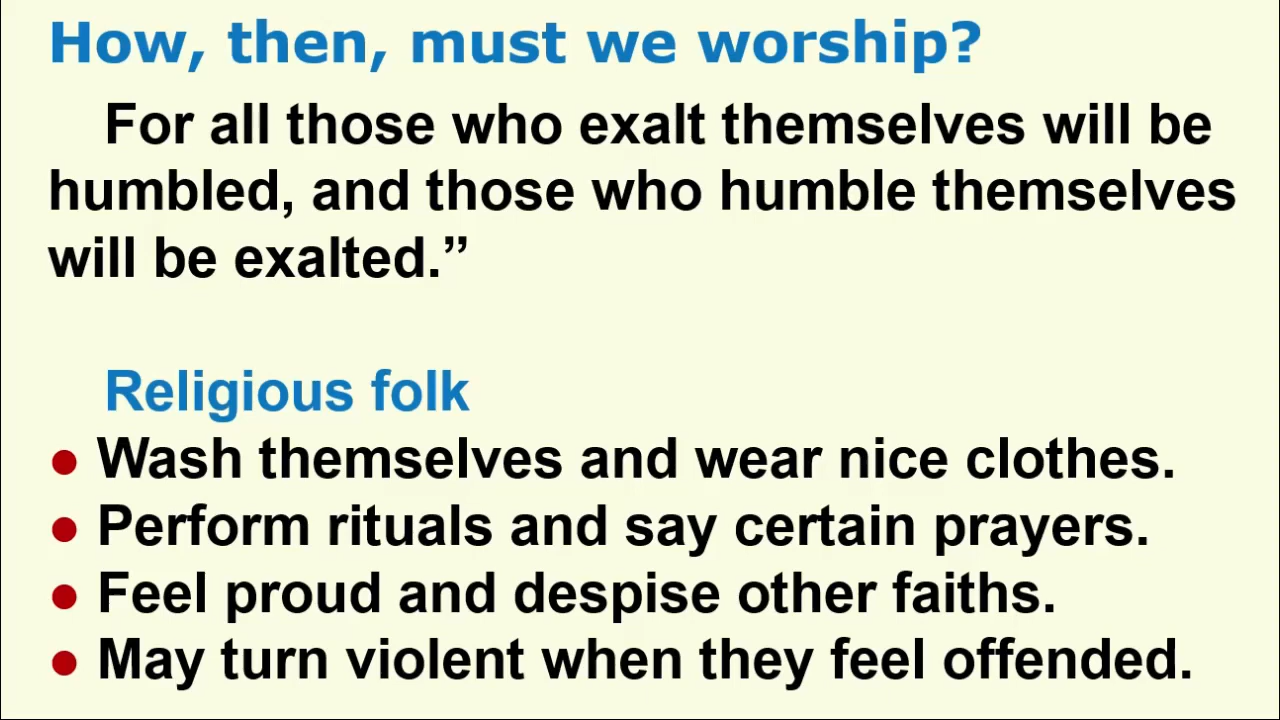 How, then, must we worship?
For all those who exalt themselves will be
humbled, and those who humble themselves
will be exalted.”
Religious folk
● Wash themselves and wear nice clothes.
● Perform rituals and say certain prayers.
● Feel proud and despise other faiths.
● May turn violent when they feel offended.